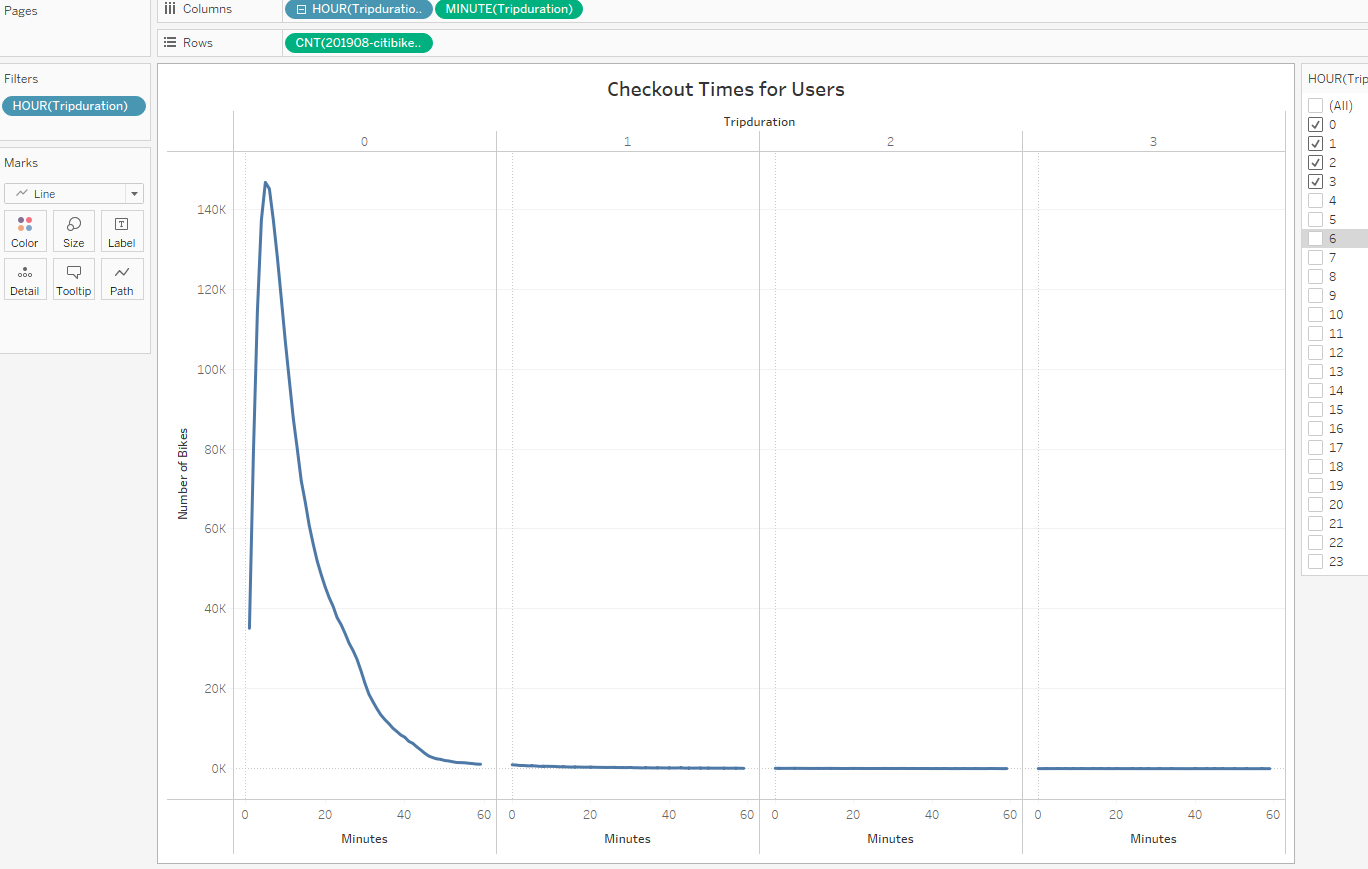 Pages
Columns
HOUR(Tripduratio..
MINUTE(Tripduration)
Rows
CNT(201908-citibike..
Filters
HOUR(Tripduration)
Marks
Line
Color
Size
Label
Detail
Tooltip
Path
Checkout Times for Users
Tripduration
0
1
2
3
Number of Bikes
140K
120K
100K
80K
60K
40K
20K
0K
0
20
40
60
0
20
40
60
0
20
40
60
0
20
40
60
Minutes
Minutes
Minutes
Minutes
HOUR(Trip
(All)
0
1
2
3
4
5
6
7
8
9
10
11
12
13
14
15
16
17
18
19
20
21
22
23